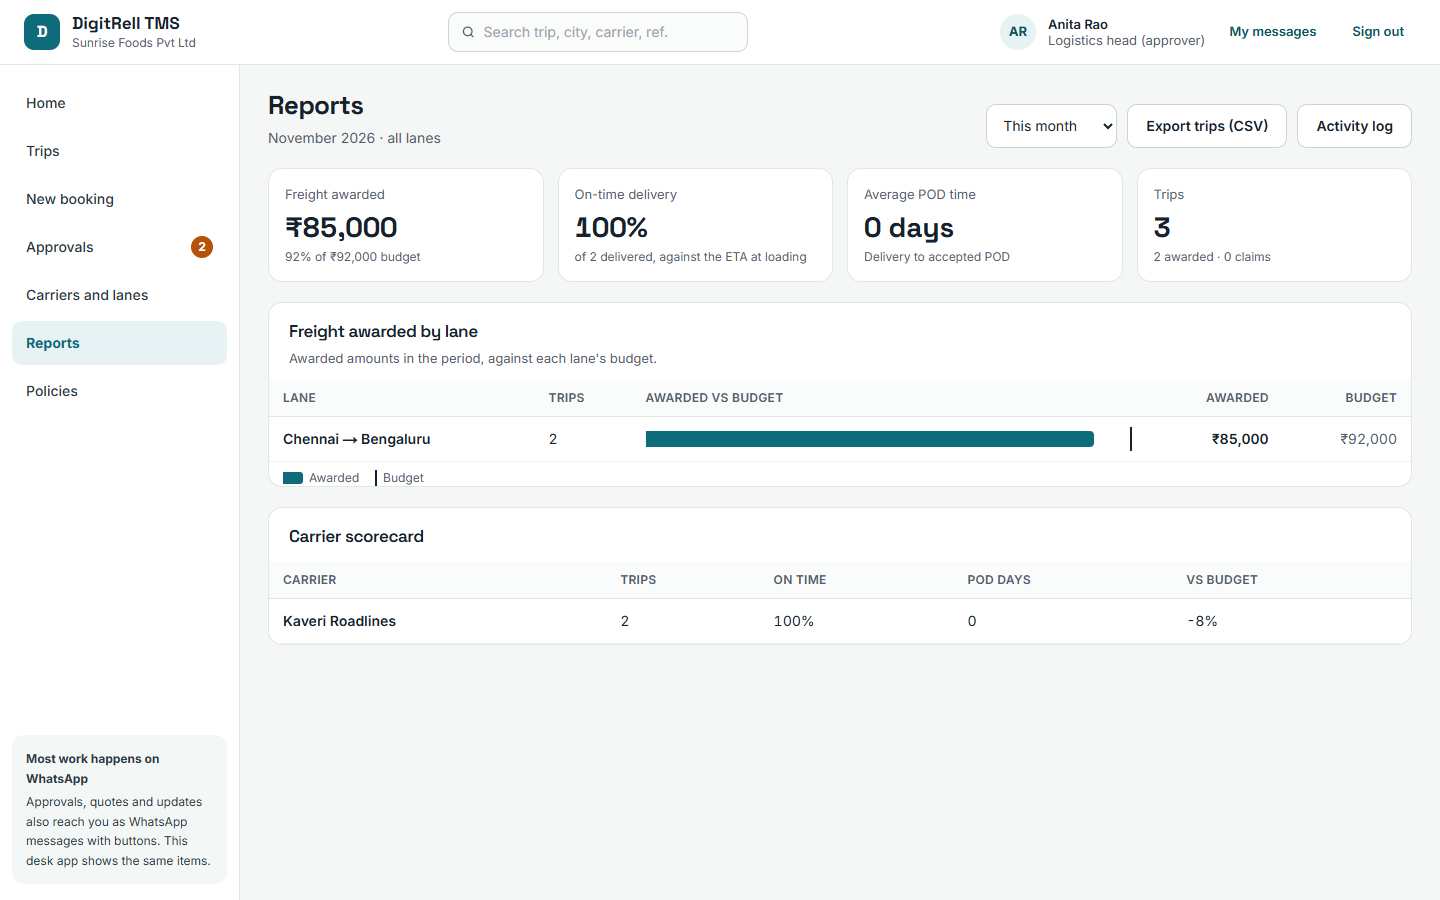 D
DigitRell TMS
Sunrise Foods Pvt Ltd
Search trip, city, carrier, ref.
AR
Anita Rao
Logistics head (approver)
My messages
Sign out
Home
Trips
New booking
Approvals 2
Carriers and lanes
Reports
Policies
Most work happens on
WhatsApp
Approvals, quotes and updates
also reach you as WhatsApp
messages with buttons. This
desk app shows the same items.
Reports
November 2026 · all lanes
This month
Export trips (CSV)
Activity log
Freight awarded
₹85,000
92% of ₹92,000 budget
On-time delivery
100%
of 2 delivered, against the ETA at loading
Average POD time
0 days
Delivery to accepted POD
Trips
3
2 awarded · 0 claims
Freight awarded by lane
Awarded amounts in the period, against each lane's budget.
LANE TRIPS AWARDED VS BUDGET AWARDED BUDGET
Chennai → Bengaluru 2 ₹85,000 ₹92,000
Awarded Budget
Carrier scorecard
CARRIER TRIPS ON TIME POD DAYS VS BUDGET
Kaveri Roadlines 2 100% 0 -8%